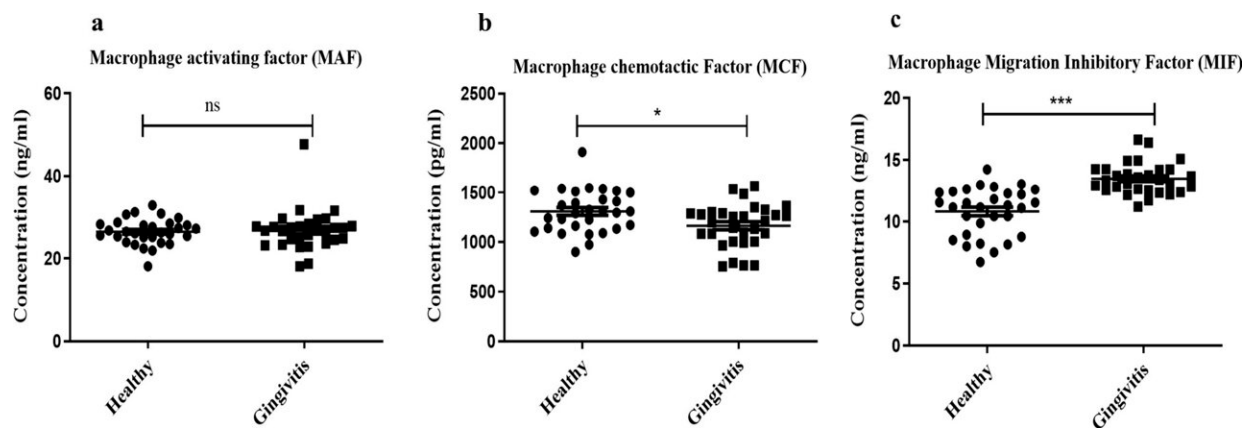 a
Macrophage activating factor (MAF)
Concentration (ng/ml)
60
40
20
0
ns
Healthy
Gingivitis
b
Macrophage chemotactic Factor (MCF)
Concentration (pg/ml)
2500
2000
1500
1000
500
0
*
Healthy
Gingivitis
c
Macrophage Migration Inhibitory Factor (MIF)
Concentration (ng/ml)
20
15
10
5
0
***
Healthy
Gingivitis